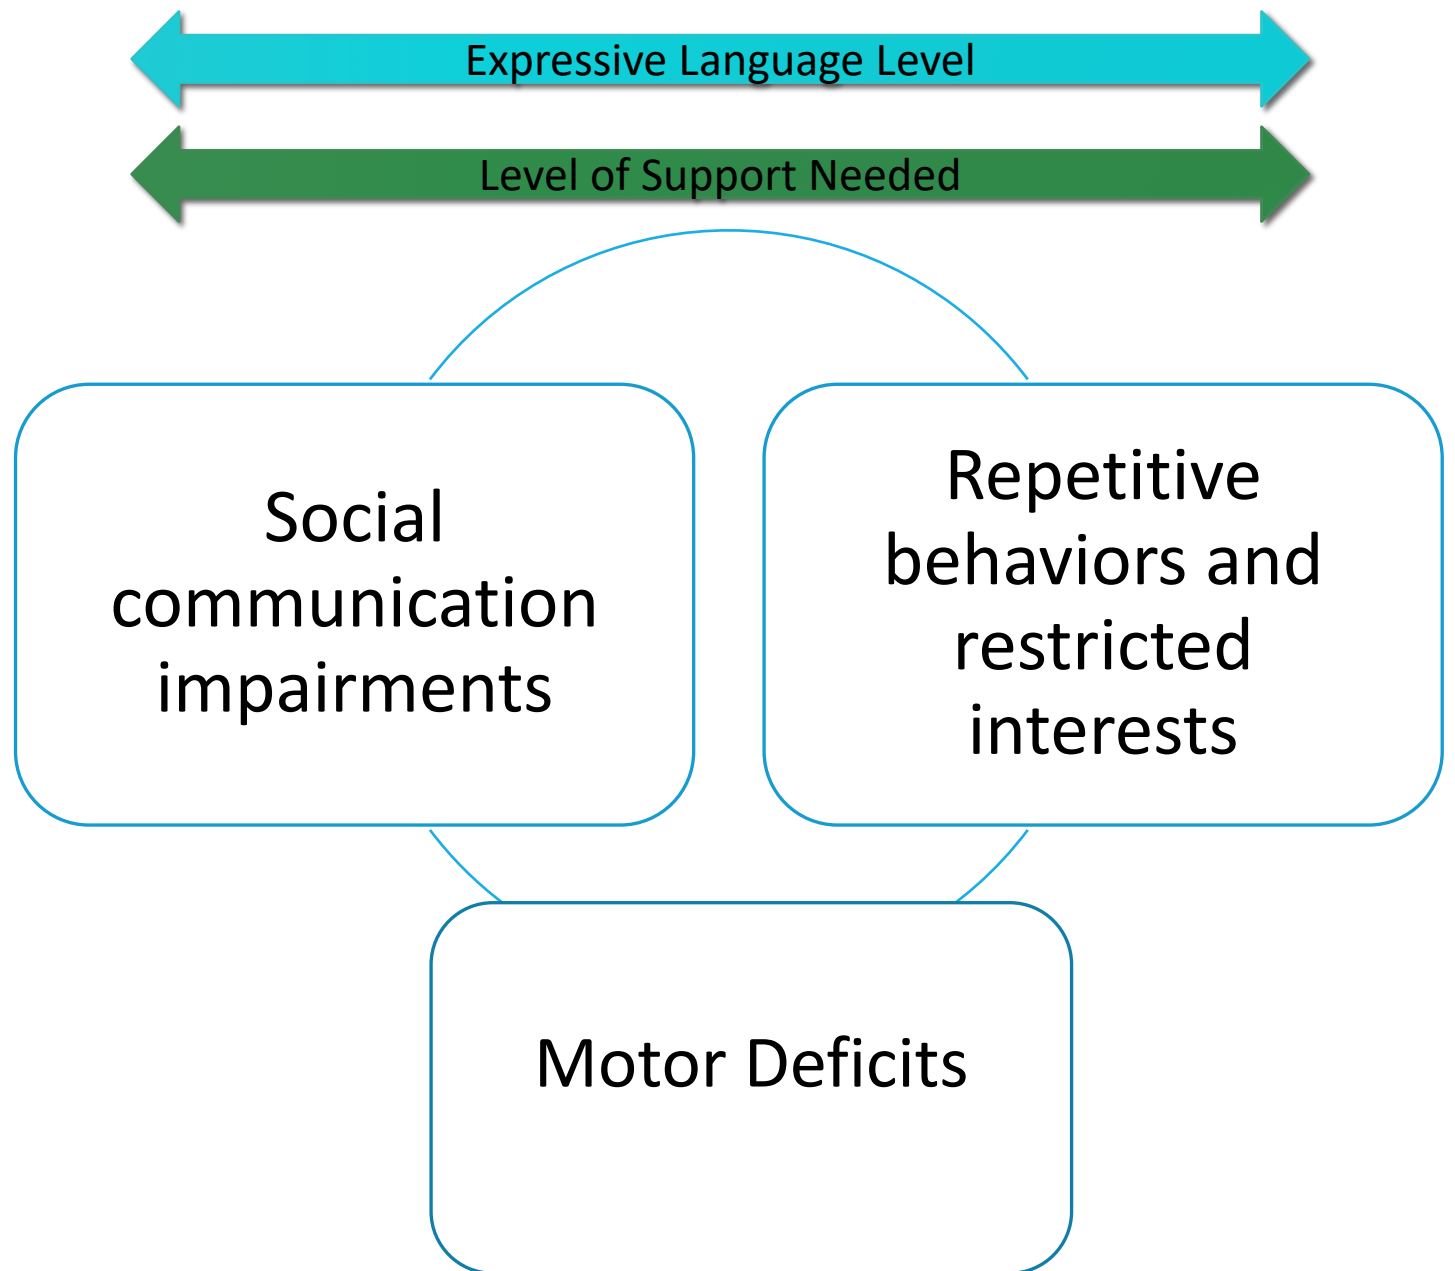 Expressive Language Level
Level of Support Needed
Social
communication
impairments
Repetitive
behaviors and
restricted
interests
Motor Deficits